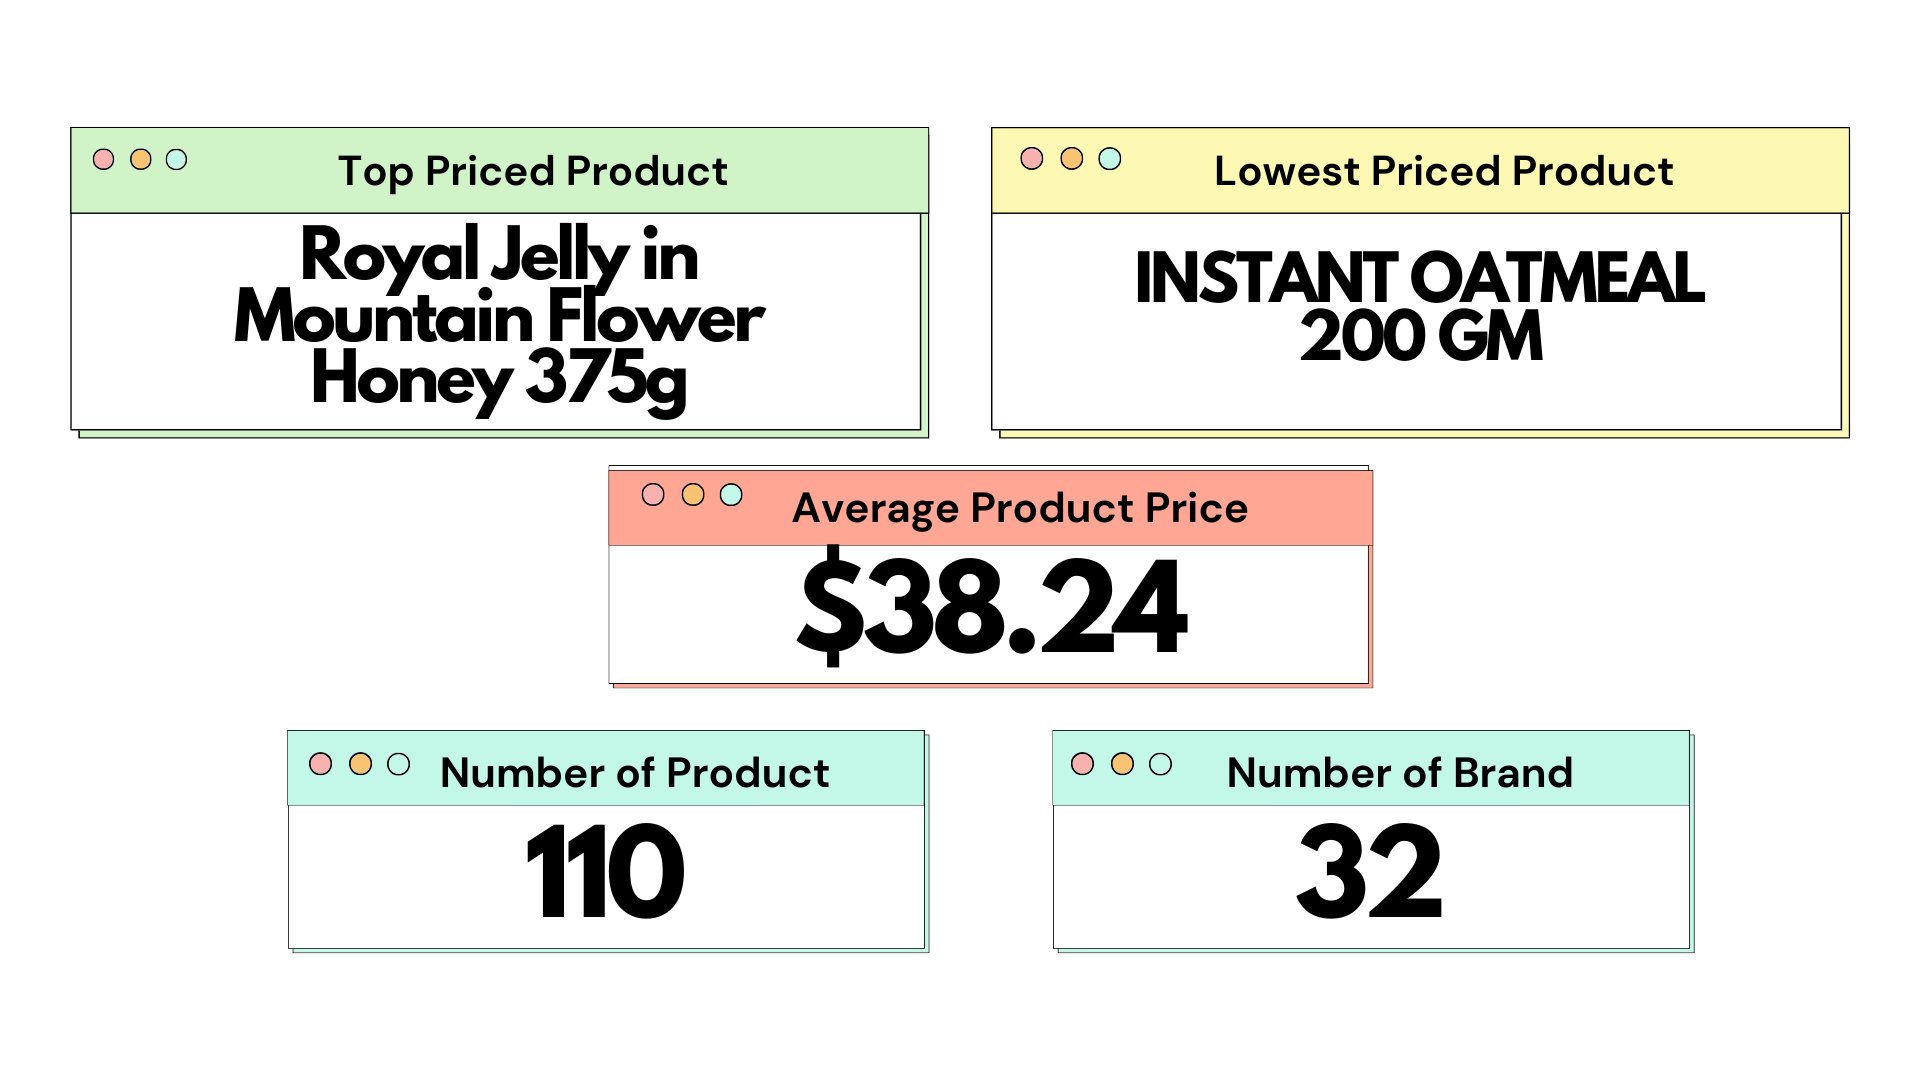 Top Priced Product
Royal Jelly in
Mountain Flower
Honey 375g
Lowest Priced Product
INSTANT OATMEAL
200 GM
Average Product Price
$38.24
Number of Product
110
Number of Brand
32